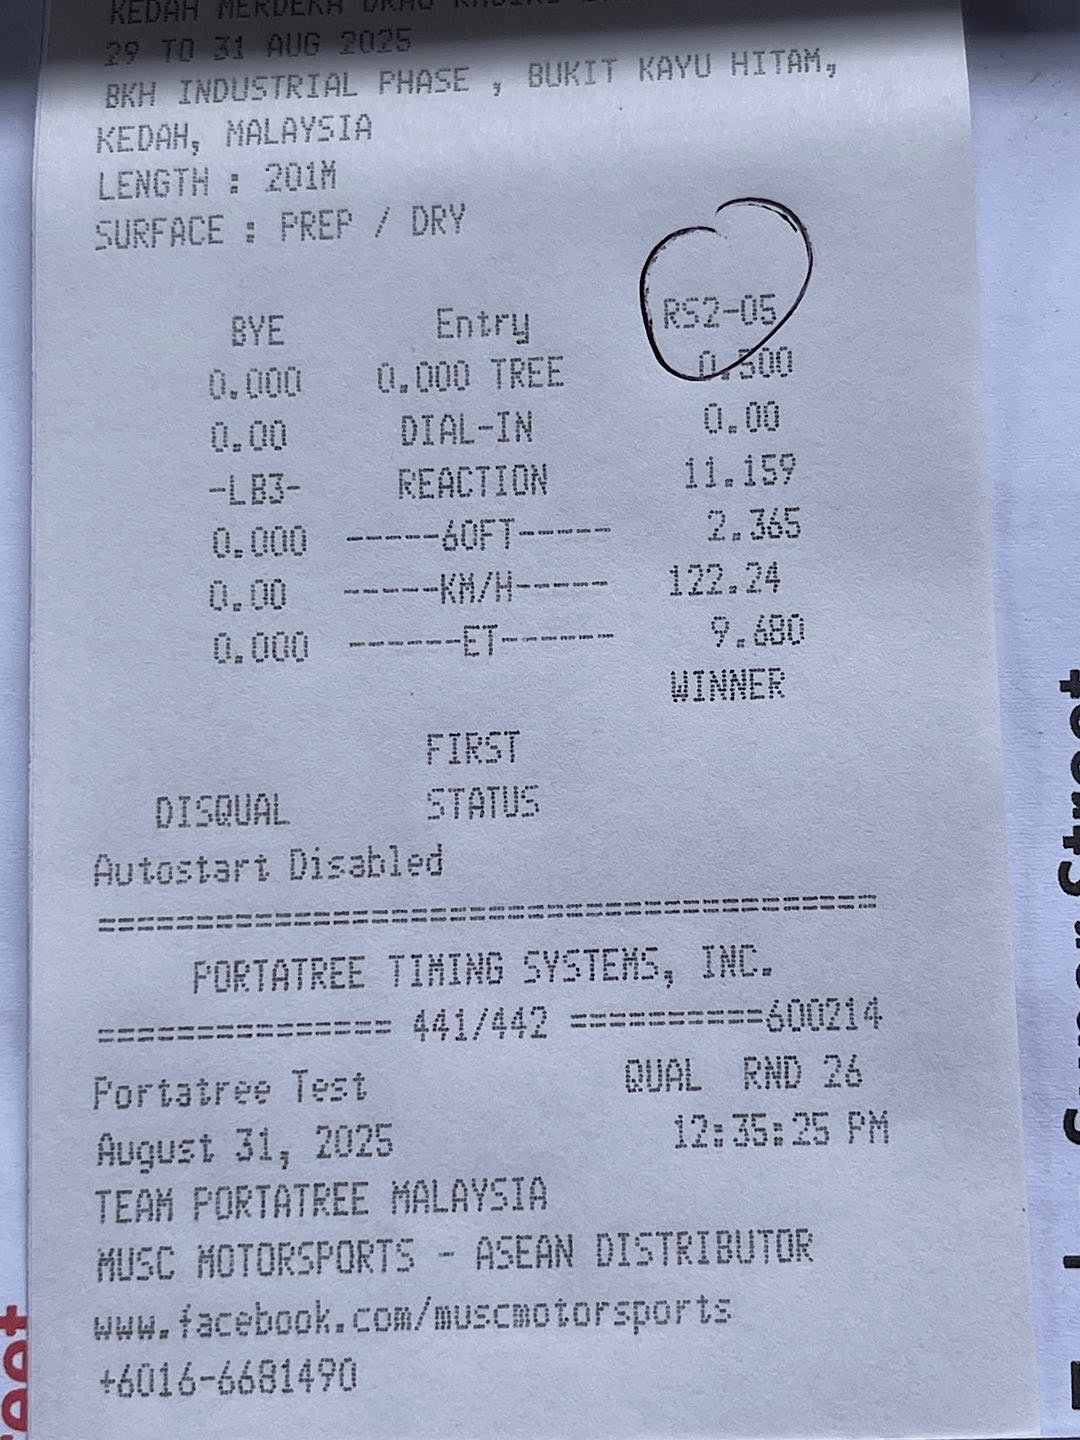 KEDAH MERDEKA DRAG
29 TO 31 AUG 2025
BKH INDUSTRIAL PHASE , BUKIT KAYU HITAM,
KEDAH, MALAYSIA
LENGTH : 201M
SURFACE : PREP / DRY
BYE Entry RS2-05
0.000 0.000 TREE 0.500
0.00 DIAL-IN 0.00
-LB3- REACTION 11.159
0.000 -----60FT----- 2.365
0.00 -----KM/H----- 122.24
0.000 ------ET------ 9.680
WINNER
FIRST
DISQUAL STATUS
Autostart Disabled
========================================
PORTATREE TIMING SYSTEMS, INC.
=============== 441/442 ==========600214
Portatree Test QUAL RND 26
August 31, 2025 12:35:25 PM
TEAM PORTATREE MALAYSIA
MUSC MOTORSPORTS - ASEAN DISTRIBUTOR
www.facebook.com/muscmotorsports
+6016-6681490
Street